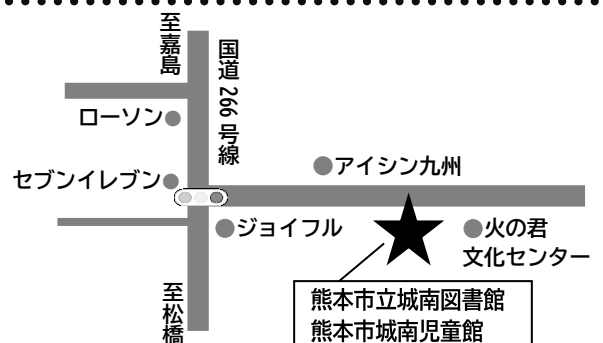 至嘉島
国道266号線
ローソン
アイシン九州
セブンイレブン
ジョイフル
火の君
文化センター
至松橋
熊本市立城南図書館
熊本市城南児童館